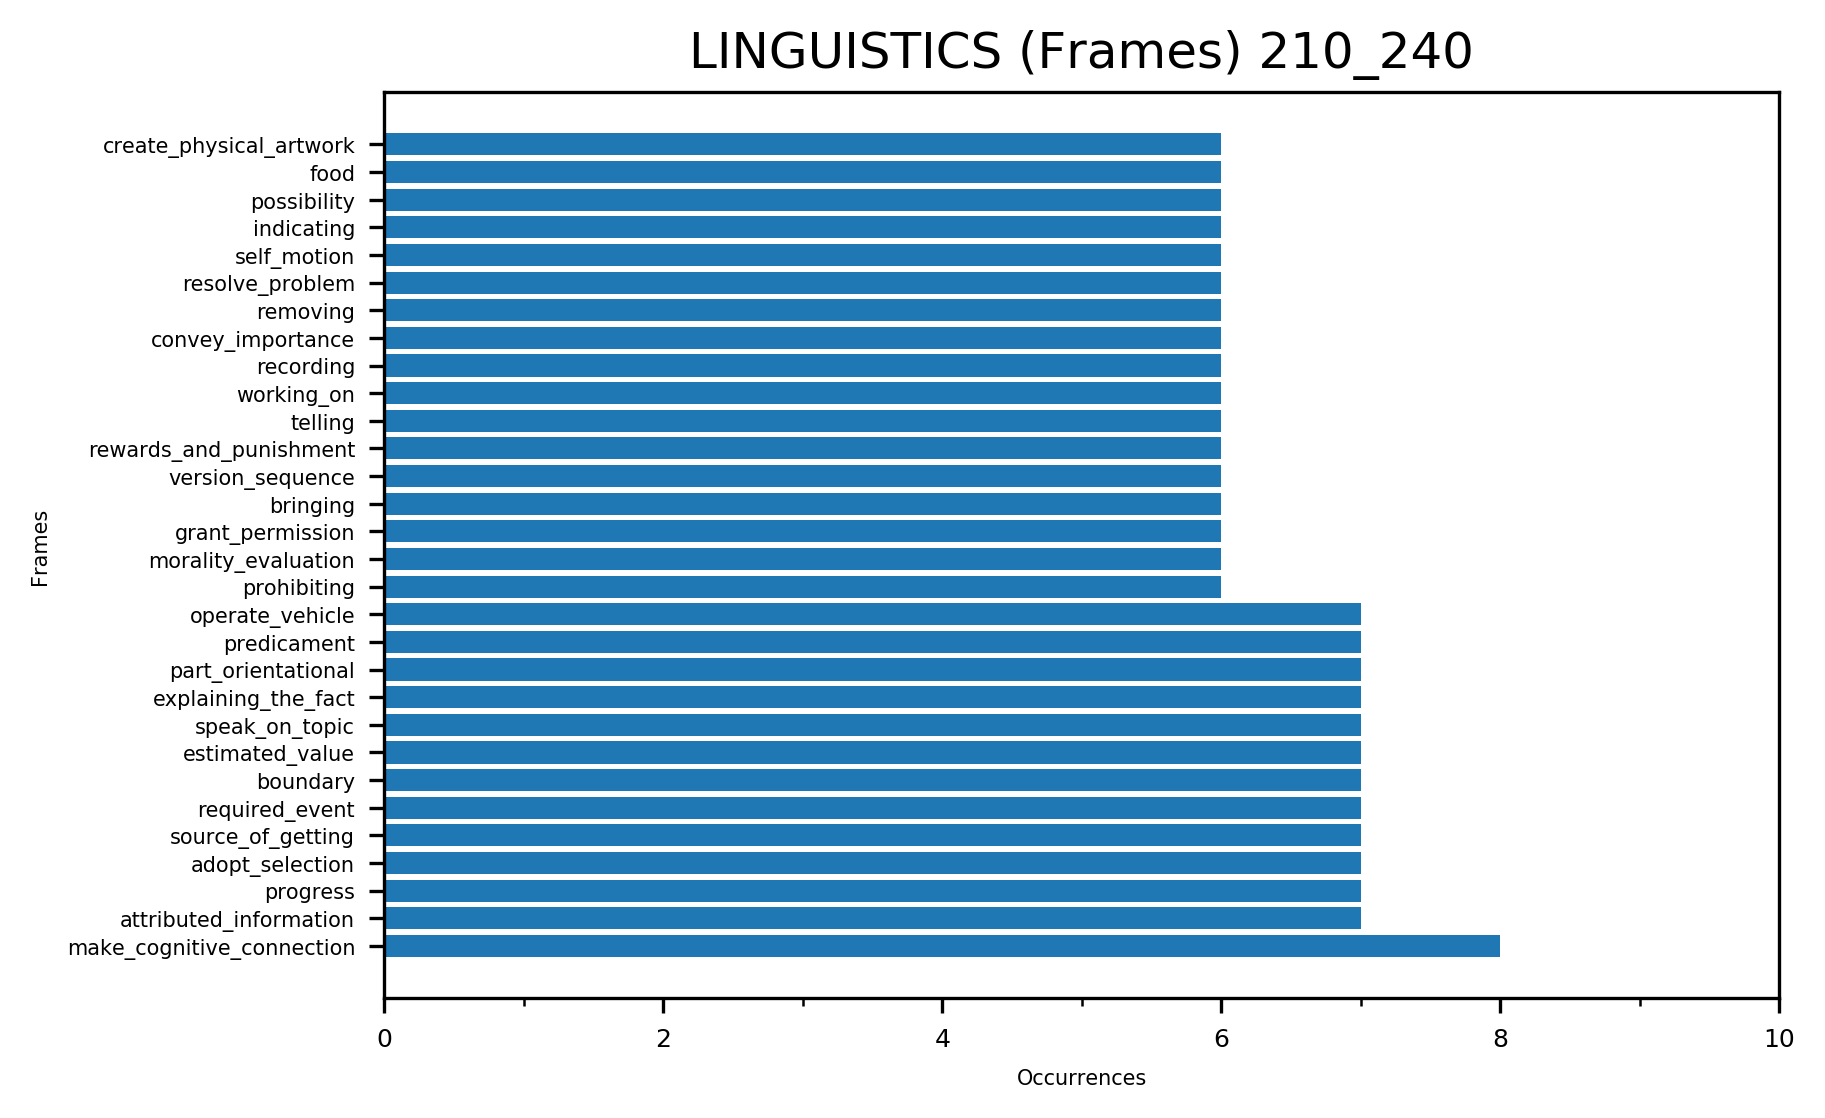 LINGUISTICS (Frames) 210_240
create_physical_artwork
food
possibility
indicating
self_motion
resolve_problem
removing
convey_importance
recording
working_on
telling
rewards_and_punishment
version_sequence
bringing
grant_permission
morality_evaluation
prohibiting
operate_vehicle
predicament
part_orientational
explaining_the_fact
speak_on_topic
estimated_value
boundary
required_event
source_of_getting
adopt_selection
progress
attributed_information
make_cognitive_connection
Frames
0 2 4 6 8 10
Occurrences